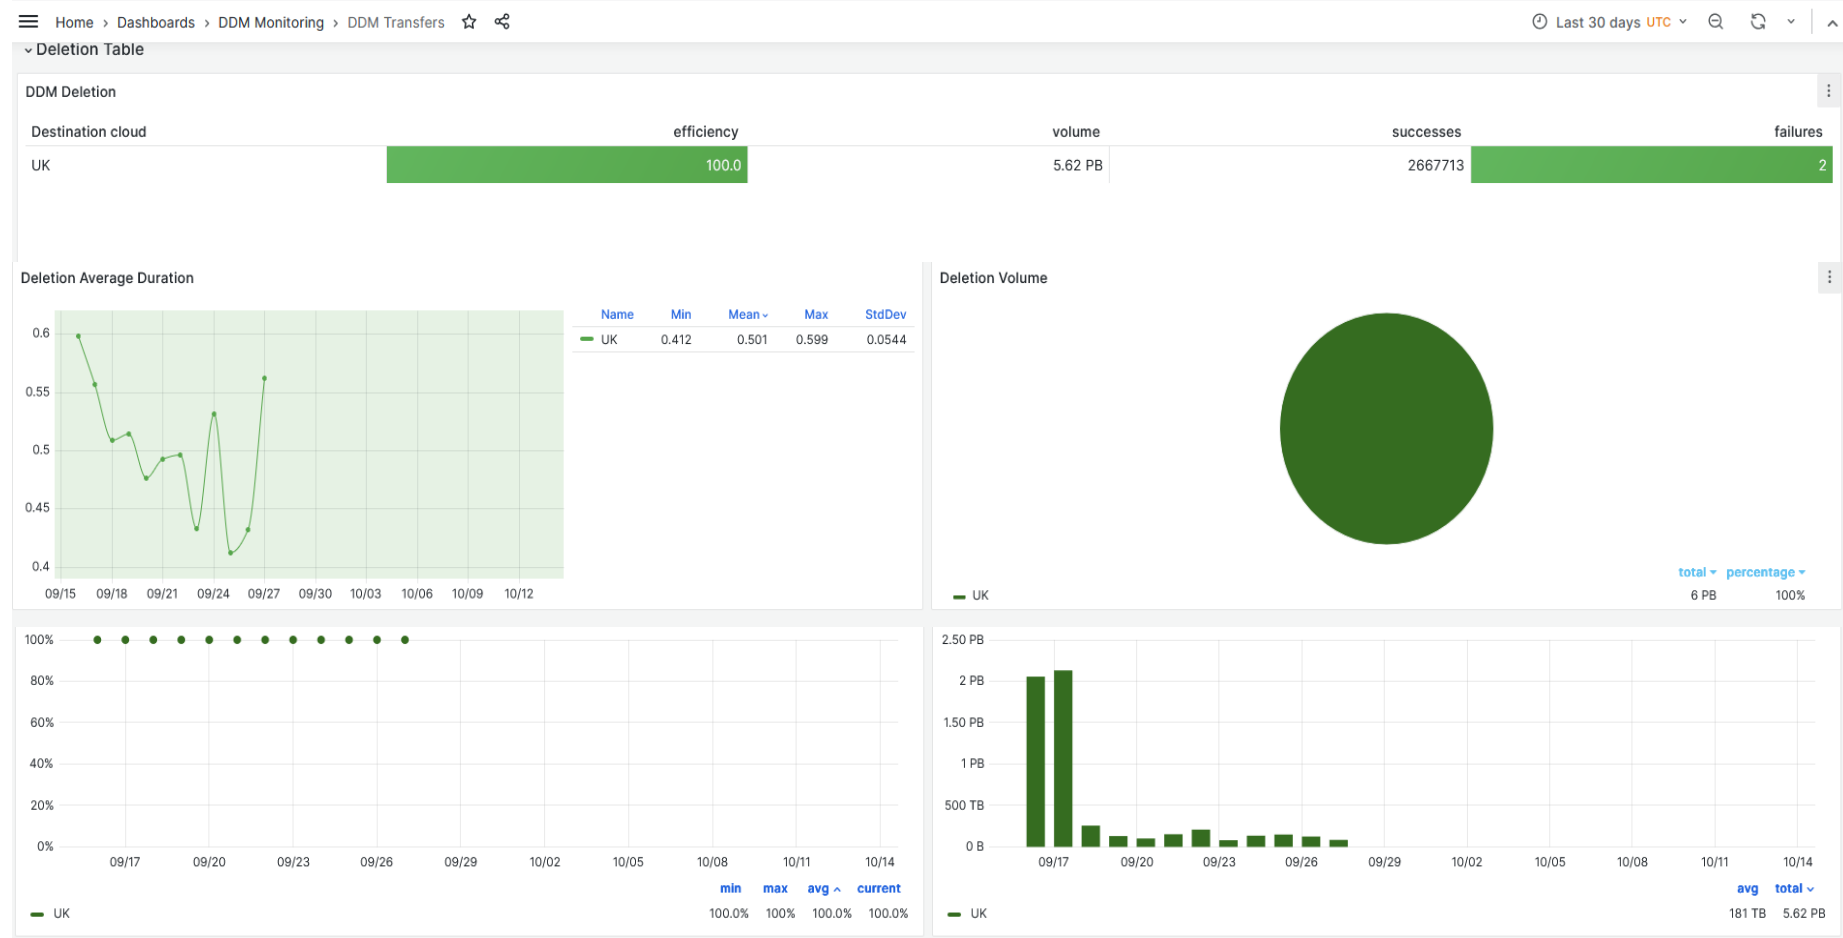 Home › Dashboards › DDM Monitoring › DDM Transfers
Last 30 days UTC
Deletion Table
DDM Deletion
Destination cloud efficiency volume successes failures
UK 100.0 5.62 PB 2667713 2
Deletion Average Duration
Name Min Mean Max StdDev
UK 0.412 0.501 0.599 0.0544
0.6
0.55
0.5
0.45
0.4
09/15 09/18 09/21 09/24 09/27 09/30 10/03 10/06 10/09 10/12
Deletion Volume
total percentage
UK 6 PB 100%
100%
80%
60%
40%
20%
0%
09/17 09/20 09/23 09/26 09/29 10/02 10/05 10/08 10/11 10/14
min max avg current
UK 100.0% 100% 100.0% 100.0%
2.50 PB
2 PB
1.50 PB
1 PB
500 TB
0 B
09/17 09/20 09/23 09/26 09/29 10/02 10/05 10/08 10/11 10/14
avg total
UK 181 TB 5.62 PB